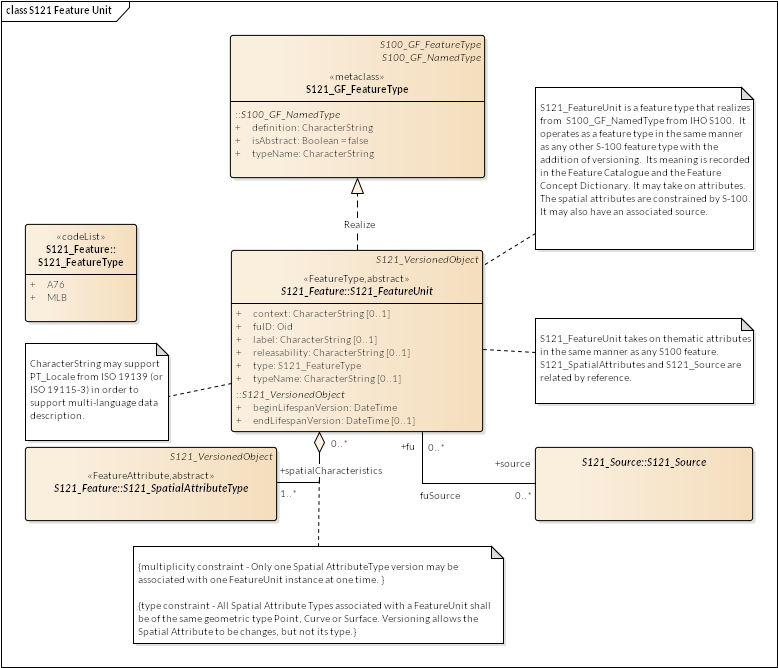 class S121 Feature Unit
S100_GF_FeatureType
S100_GF_NamedType
«metaclass»
S121_GF_FeatureType
::S100_GF_NamedType
+ definition: CharacterString
+ isAbstract: Boolean = false
+ typeName: CharacterString
S121_FeatureUnit is a feature type that realizes
from S100_GF_NamedType from IHO S100. It
operates as a feature type in the same manner
as any other S-100 feature type with the
addition of versioning. Its meaning is recorded
in the Feature Catalogue and the Feature
Concept Dictionary. It may take on attributes.
The spatial attributes are constrained by S-100.
It may also have an associated source.
Realize
«codeList»
S121_Feature::
S121_FeatureType
+ A76
+ MLB
S121_VersionedObject
«FeatureType,abstract»
S121_Feature::S121_FeatureUnit
+ context: CharacterString [0..1]
+ fuID: Oid
+ label: CharacterString [0..1]
+ releasability: CharacterString [0..1]
+ type: S121_FeatureType
+ typeName: CharacterString [0..1]
::S121_VersionedObject
+ beginLifespanVersion: DateTime
+ endLifespanVersion: DateTime [0..1]
S121_FeatureUnit takes on thematic attributes
in the same manner as any S100 feature.
S121_SpatialAttributes and S121_Source are
related by reference.
CharacterString may support
PT_Locale from ISO 19139 (or
ISO 19115-3) in order to
support multi-language data
description.
0..*
+fu
0..*
S121_VersionedObject
«FeatureAttribute,abstract»
S121_Feature::S121_SpatialAttributeType
+spatialCharacteristics
1..*
+source
fuSource
0..*
S121_Source::S121_Source
{multiplicity constraint - Only one Spatial AttributeType version may be
associated with one FeatureUnit instance at one time. }
{type constraint - All Spatial Attribute Types associated with a FeatureUnit shall
be of the same geometric type Point, Curve or Surface. Versioning allows the
Spatial Attribute to be changes, but not its type.}